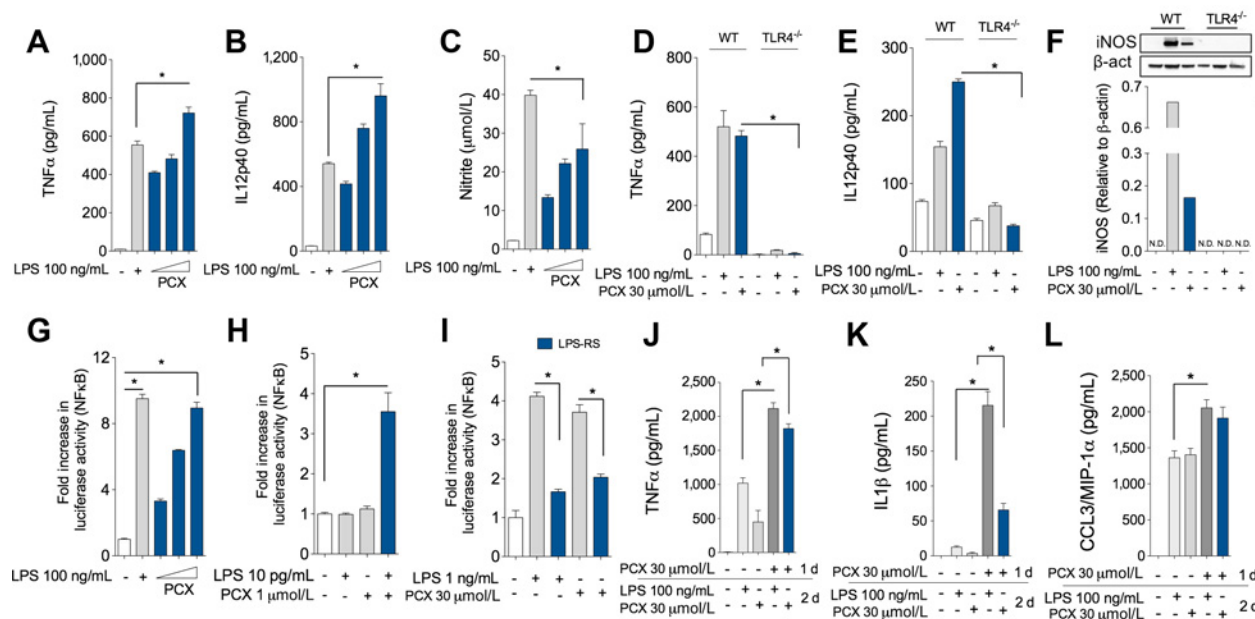 A
TNFα (pg/mL)
1,000
800
600
400
200
0
*
LPS 100 ng/mL - +
PCX
B
IL12p40 (pg/mL)
1,200
800
400
0
*
LPS 100 ng/mL - +
PCX
C
Nitrite (μmol/L)
50
40
30
20
10
0
*
LPS 100 ng/mL - +
PCX
D
WT TLR4-/-
TNFα (pg/mL)
800
600
400
200
0
*
LPS 100 ng/mL - + - - + -
PCX 30 μmol/L - - + - - +
E
WT TLR4-/-
IL12p40 (pg/mL)
300
225
150
75
0
*
LPS 100 ng/mL - + - - + -
PCX 30 μmol/L - - + - - +
F
WT TLR4-/-
iNOS
β-act
iNOS (Relative to β-actin)
0.7
0.6
0.2
0.1
0.0
N.D. N.D. N.D. N.D.
LPS 100 ng/mL - + - - + -
PCX 30 μmol/L - - + - - +
G
Fold increase in
luciferase activity (NFκB)
12
8
4
0
*
*
LPS 100 ng/mL - +
PCX
H
Fold increase in
luciferase activity (NFκB)
5
4
3
2
1
0
*
LPS 10 pg/mL - + - +
PCX 1 μmol/L - - + +
I
LPS-RS
Fold increase in
luciferase activity (NFκB)
5
4
3
2
1
0
* *
LPS 1 ng/mL - + + - -
PCX 30 μmol/L - - - + +
J
TNFα (pg/mL)
2,500
2,000
1,500
1,000
500
0
*
*
PCX 30 μmol/L - - - + + 1 d
LPS 100 ng/mL - + - + -
PCX 30 μmol/L - - + - +
2 d
K
IL1β (pg/mL)
250
200
150
100
50
0
*
*
PCX 30 μmol/L - - - + + 1 d
LPS 100 ng/mL - + - + -
PCX 30 μmol/L - - + - +
2 d
L
CCL3/MIP-1α (pg/mL)
2,500
2,000
1,500
1,000
500
0
*
PCX 30 μmol/L - - - + + 1 d
LPS 100 ng/mL - + - + -
PCX 30 μmol/L - - + - +
2 d